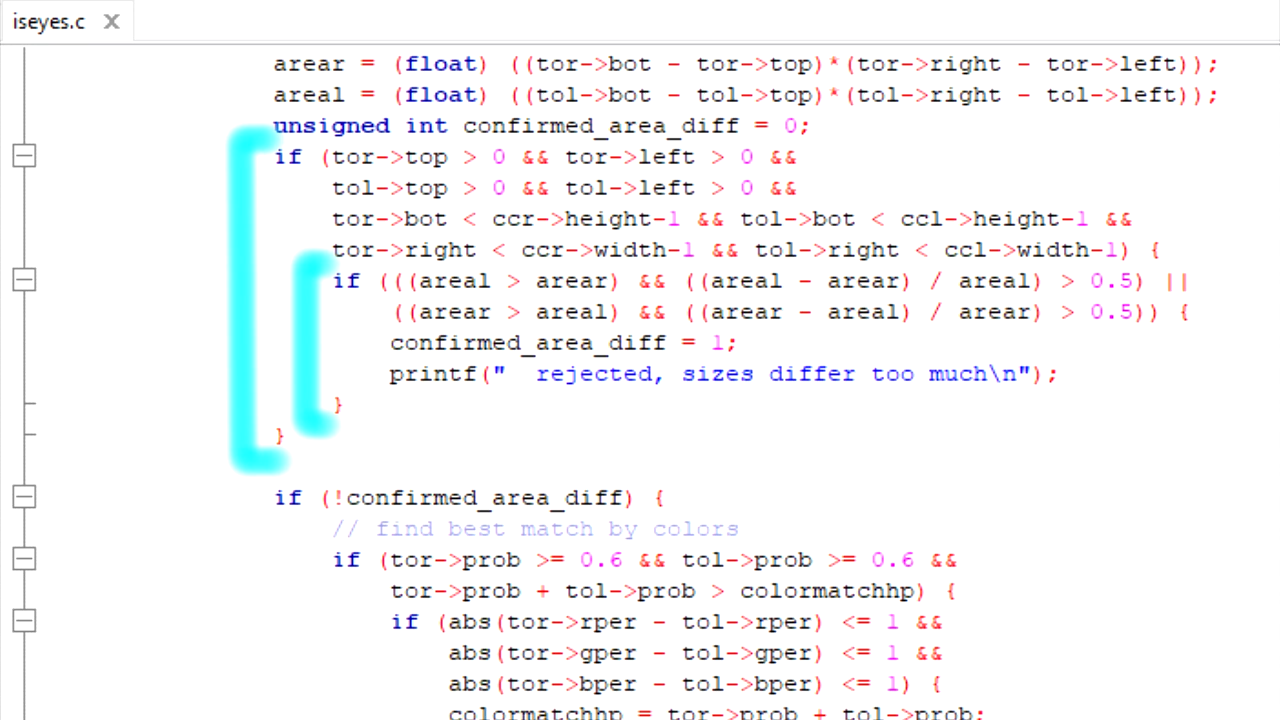 iseyes.c X
arear = (float) ((tor->bot - tor->top)*(tor->right - tor->left));
areal = (float) ((tol->bot - tol->top)*(tol->right - tol->left));
unsigned int confirmed_area_diff = 0;
if (tor->top > 0 && tor->left > 0 &&
tol->top > 0 && tol->left > 0 &&
tor->bot < ccr->height-1 && tol->bot < ccl->height-1 &&
tor->right < ccr->width-1 && tol->right < ccl->width-1) {
if (((areal > arear) && ((areal - arear) / areal) > 0.5) ||
((arear > areal) && ((arear - areal) / arear) > 0.5)) {
confirmed_area_diff = 1;
printf("  rejected, sizes differ too much\n");
}
}
if (!confirmed_area_diff) {
// find best match by colors
if (tor->prob >= 0.6 && tol->prob >= 0.6 &&
tor->prob + tol->prob > colormatchhp) {
if (abs(tor->rper - tol->rper) <= 1 &&
abs(tor->gper - tol->gper) <= 1 &&
abs(tor->bper - tol->bper) <= 1) {
colormatchhp = tor->prob + tol->prob;